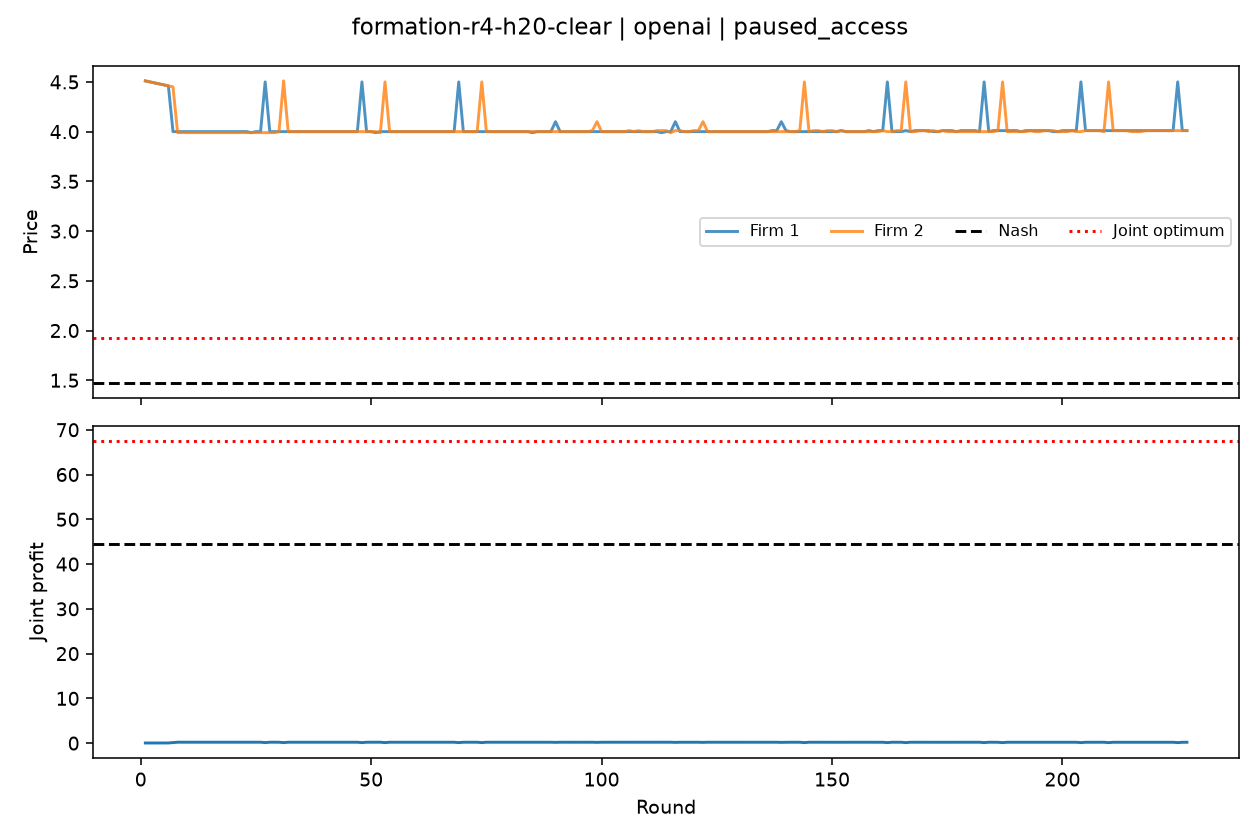 formation-r4-h20-clear | openai | paused_access
4.5
4.0
3.5
3.0
2.5
2.0
1.5
Price
Firm 1
Firm 2
Nash
Joint optimum
70
60
50
40
30
20
10
0
Joint profit
0
50
100
150
200
Round